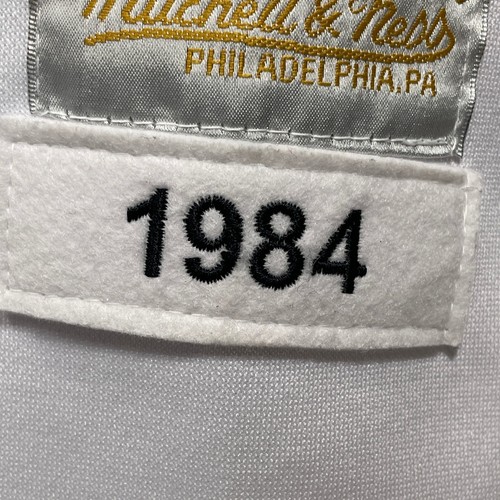 Mitchell & Ness
PHILADELPHIA, PA
1984